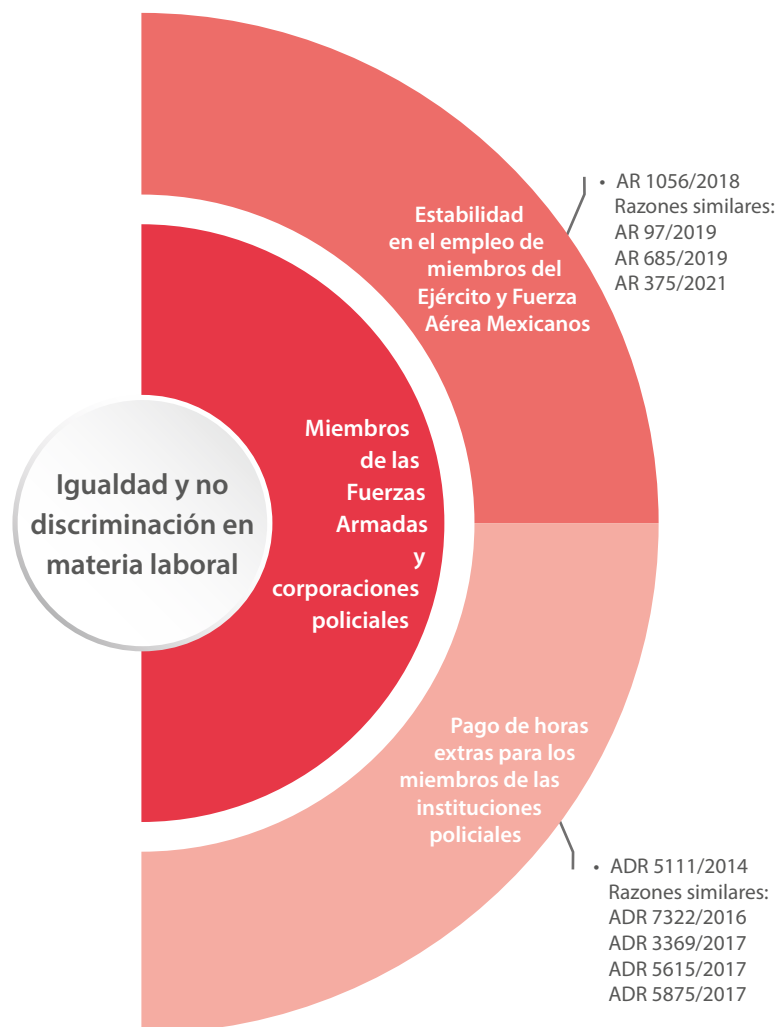 Igualdad y no
discriminación en
materia laboral
Miembros
de las
Fuerzas
Armadas
y
corporaciones
policiales
Estabilidad
en el empleo de
miembros del
Ejército y Fuerza
Aérea Mexicanos
• AR 1056/2018
Razones similares:
AR 97/2019
AR 685/2019
AR 375/2021
Pago de horas
extras para los
miembros de las
instituciones
policiales
• ADR 5111/2014
Razones similares:
ADR 7322/2016
ADR 3369/2017
ADR 5615/2017
ADR 5875/2017